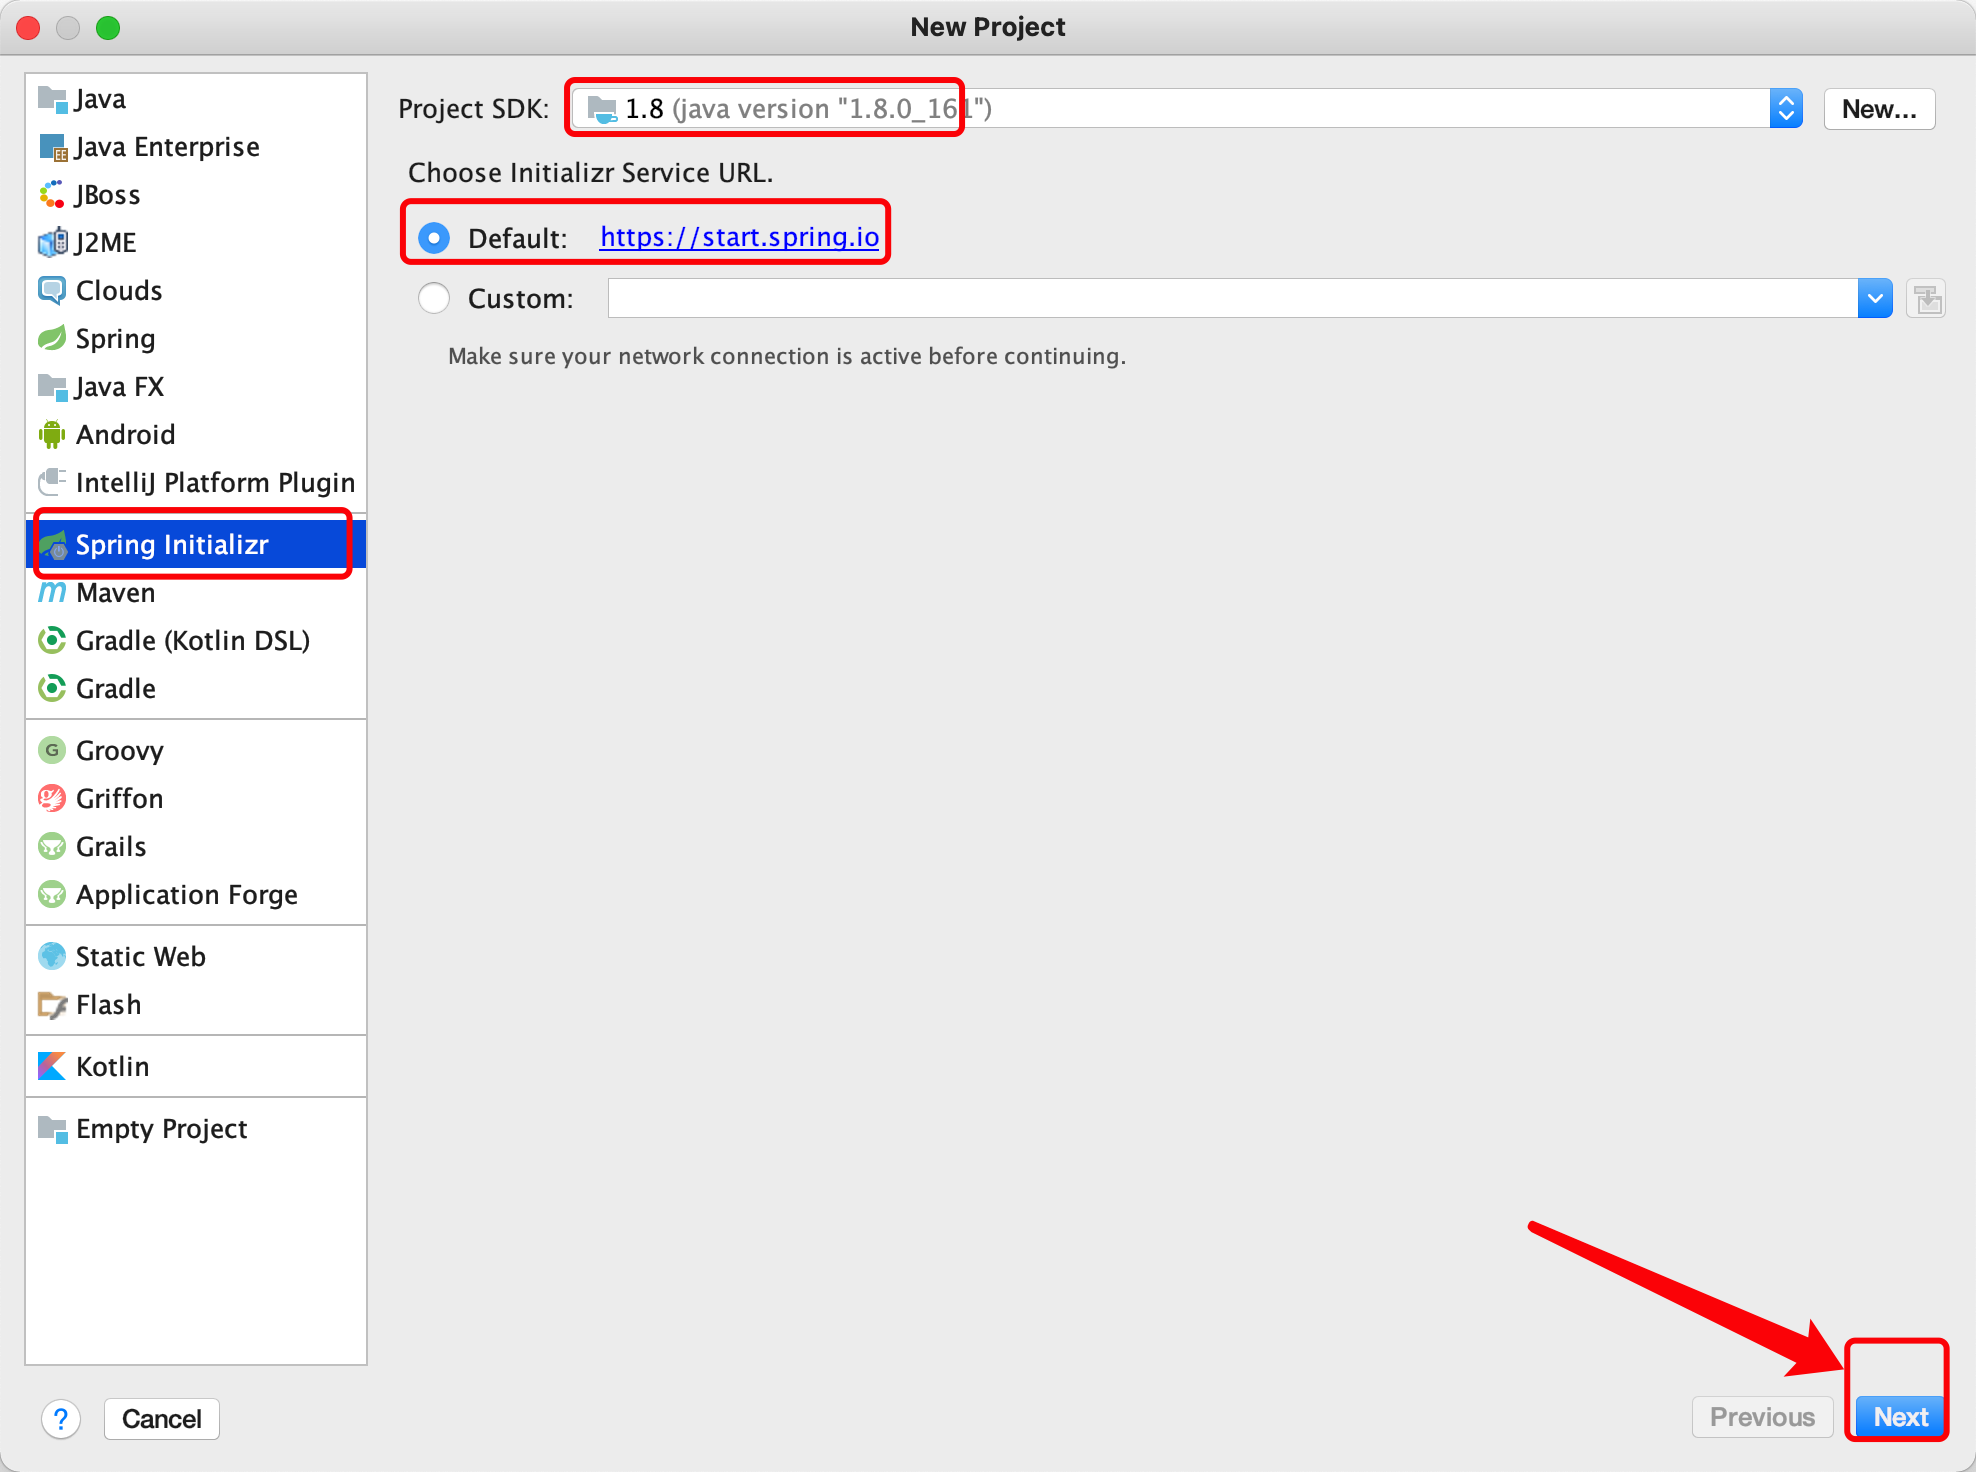 New Project
Java
Java Enterprise
JBoss
J2ME
Clouds
Spring
Java FX
Android
IntelliJ Platform Plugin
Spring Initializr
Maven
Gradle (Kotlin DSL)
Gradle
Groovy
Griffon
Grails
Application Forge
Static Web
Flash
Kotlin
Empty Project
Project SDK: 1.8 (java version "1.8.0_161") New...
Choose Initializr Service URL.
Default: https://start.spring.io
Custom:
Make sure your network connection is active before continuing.
? Cancel Previous Next